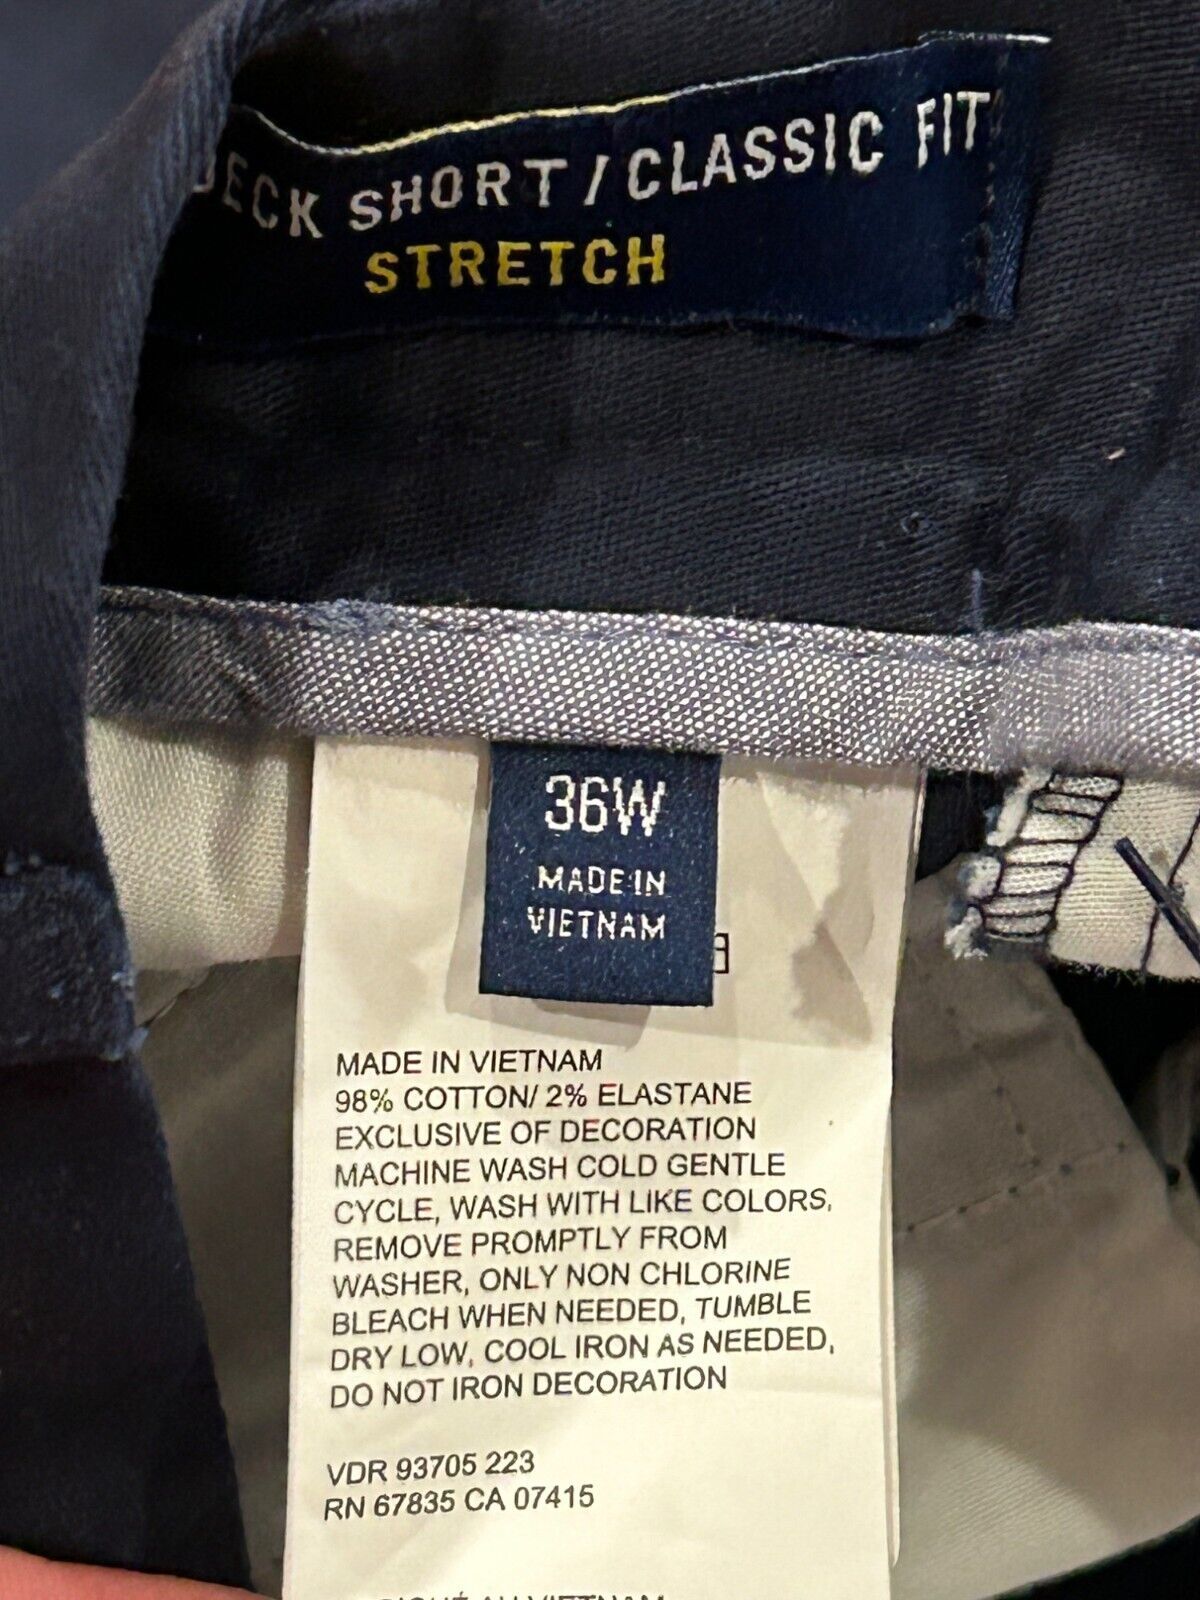 DECK SHORT / CLASSIC FIT
STRETCH
36W
MADE IN
VIETNAM
MADE IN VIETNAM
98% COTTON/ 2% ELASTANE
EXCLUSIVE OF DECORATION
MACHINE WASH COLD GENTLE
CYCLE, WASH WITH LIKE COLORS,
REMOVE PROMPTLY FROM
WASHER, ONLY NON CHLORINE
BLEACH WHEN NEEDED, TUMBLE
DRY LOW, COOL IRON AS NEEDED,
DO NOT IRON DECORATION
VDR 93705 223
RN 67835 CA 07415
AU VIETNAM